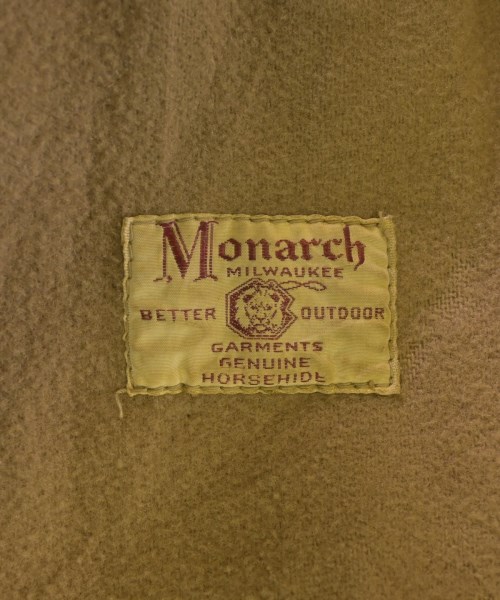 Monarch
MILWAUKEE
BETTER OUTDOOR
GARMENTS
GENUINE
HORSEHIDE